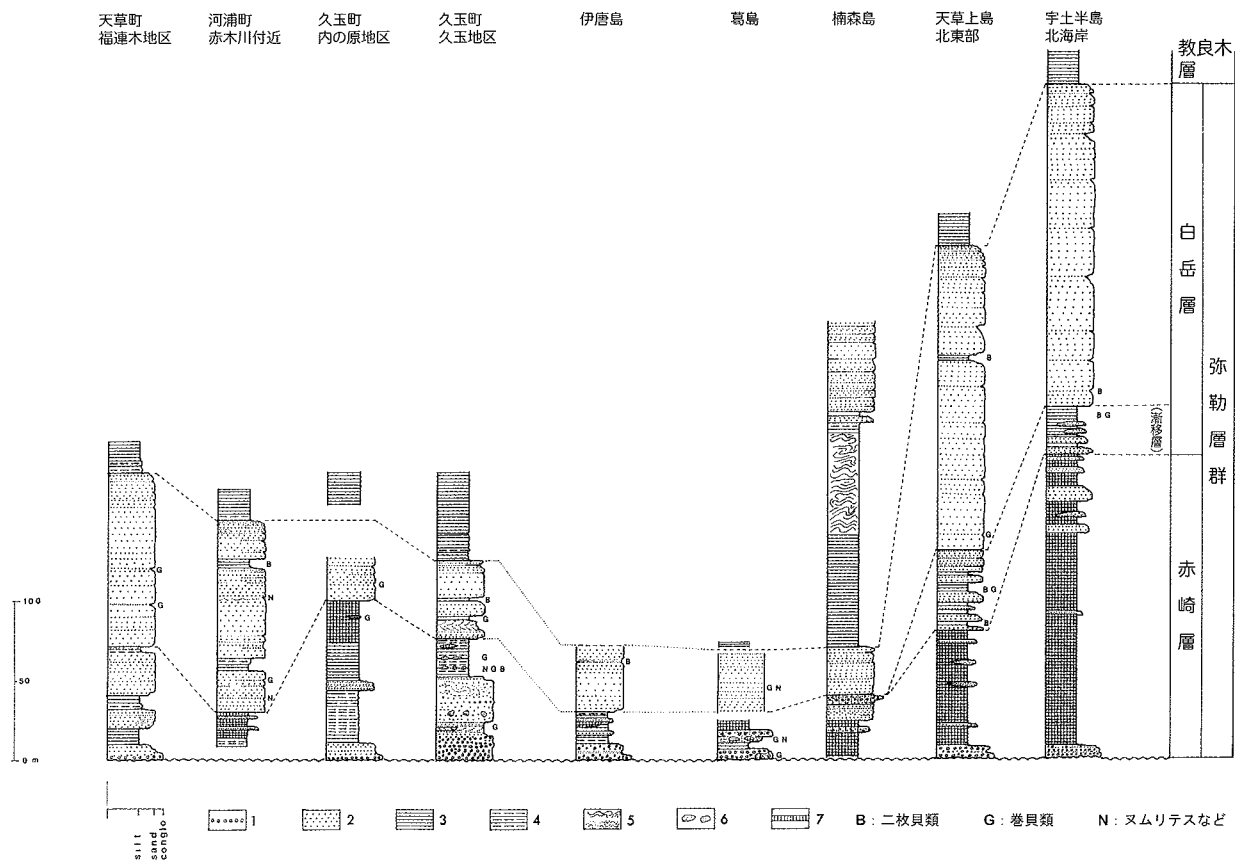 天草町
福連木地区
河浦町
赤木川付近
久玉町
内の原地区
久玉町
久玉地区
伊唐島
葛島
楠森島
天草上島
北東部
宇土半島
北海岸
教良木
層
白岳層
弥勒層群
(漸移層)
赤崎層
B
B
B G
G
B G
B
G
G
B
N
G
N
G
G
B
G
G
N G B
G
B
G N
G N
G
100
50
0 m
silt
sand
conglo.
1
2
3
4
5
6
7
B : 二枚貝類
G : 巻貝類
N : ヌムリテスなど